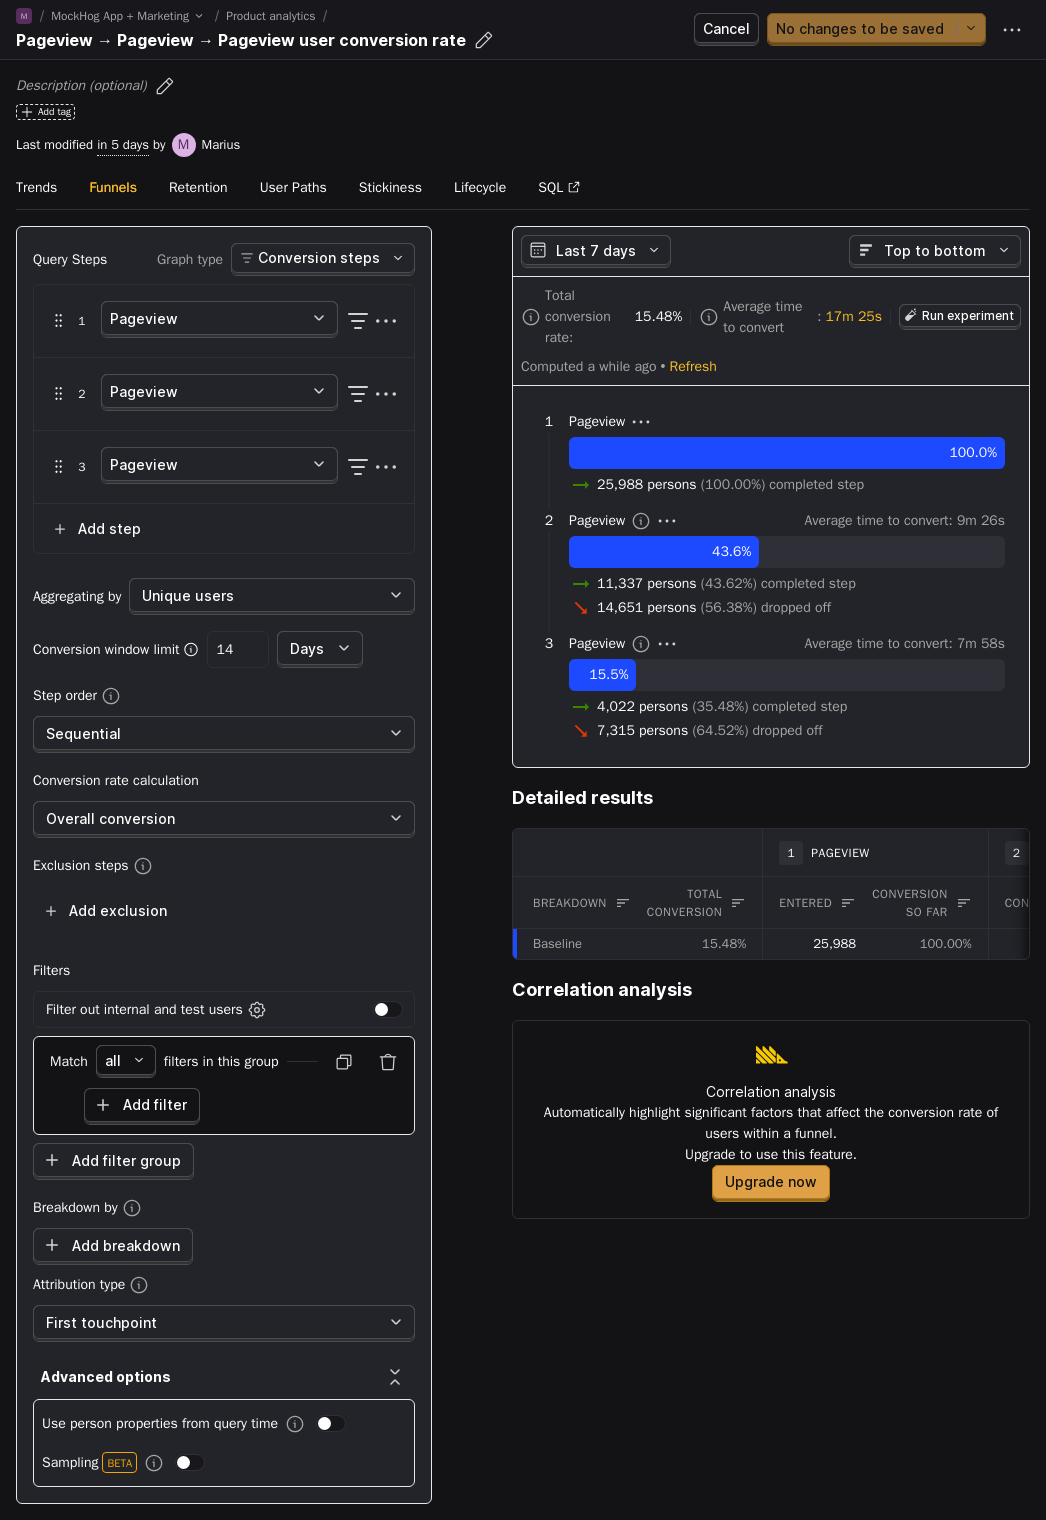 M / MockHog App + Marketing / Product analytics /
Pageview → Pageview → Pageview user conversion rate
Cancel
No changes to be saved
Description (optional)
Add tag
Last modified in 5 days by M Marius
Trends Funnels Retention User Paths Stickiness Lifecycle SQL
Query Steps Graph type Conversion steps
1 Pageview
2 Pageview
3 Pageview
Add step
Aggregating by Unique users
Conversion window limit 14 Days
Step order
Sequential
Conversion rate calculation
Overall conversion
Exclusion steps
Add exclusion
Filters
Filter out internal and test users
Match all filters in this group
Add filter
Add filter group
Breakdown by
Add breakdown
Attribution type
First touchpoint
Advanced options
Use person properties from query time
Sampling BETA
Last 7 days Top to bottom
Total
conversion
rate:
15.48%
Average time
to convert
: 17m 25s
Run experiment
Computed a while ago • Refresh
1 Pageview
100.0%
25,988 persons (100.00%) completed step
2 Pageview Average time to convert: 9m 26s
43.6%
11,337 persons (43.62%) completed step
14,651 persons (56.38%) dropped off
3 Pageview Average time to convert: 7m 58s
15.5%
4,022 persons (35.48%) completed step
7,315 persons (64.52%) dropped off
Detailed results
1 PAGEVIEW 2
BREAKDOWN
TOTAL
CONVERSION
ENTERED
CONVERSION
SO FAR
CON
Baseline 15.48% 25,988 100.00%
Correlation analysis
Correlation analysis
Automatically highlight significant factors that affect the conversion rate of
users within a funnel.
Upgrade to use this feature.
Upgrade now